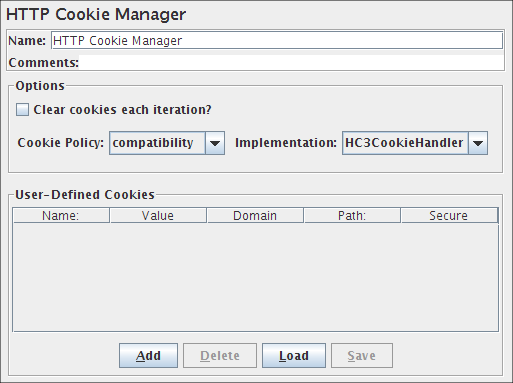 HTTP Cookie Manager
Name: HTTP Cookie Manager
Comments:
Options
Clear cookies each iteration?
Cookie Policy: compatibility Implementation: HC3CookieHandler
User-Defined Cookies
Name: Value Domain Path: Secure
Add Delete Load Save